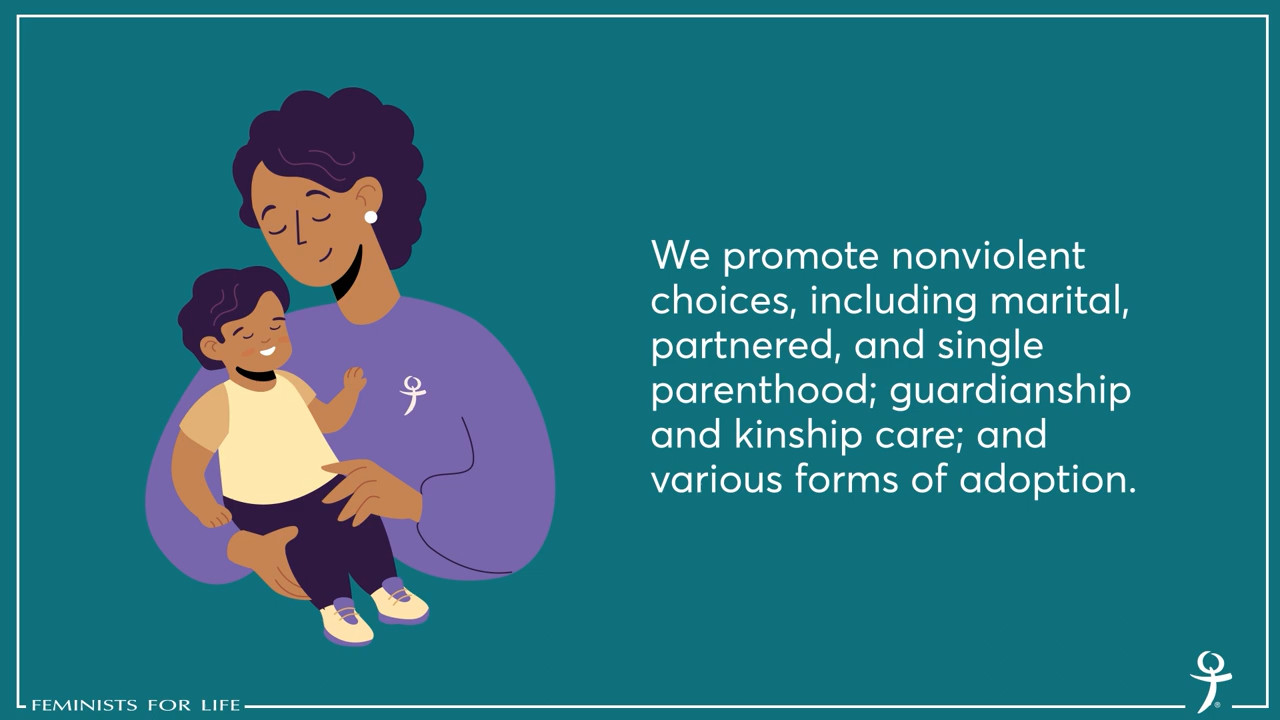 We promote nonviolent
choices, including marital,
partnered, and single
parenthood; guardianship
and kinship care; and
various forms of adoption.
FEMINISTS FOR LIFE
®